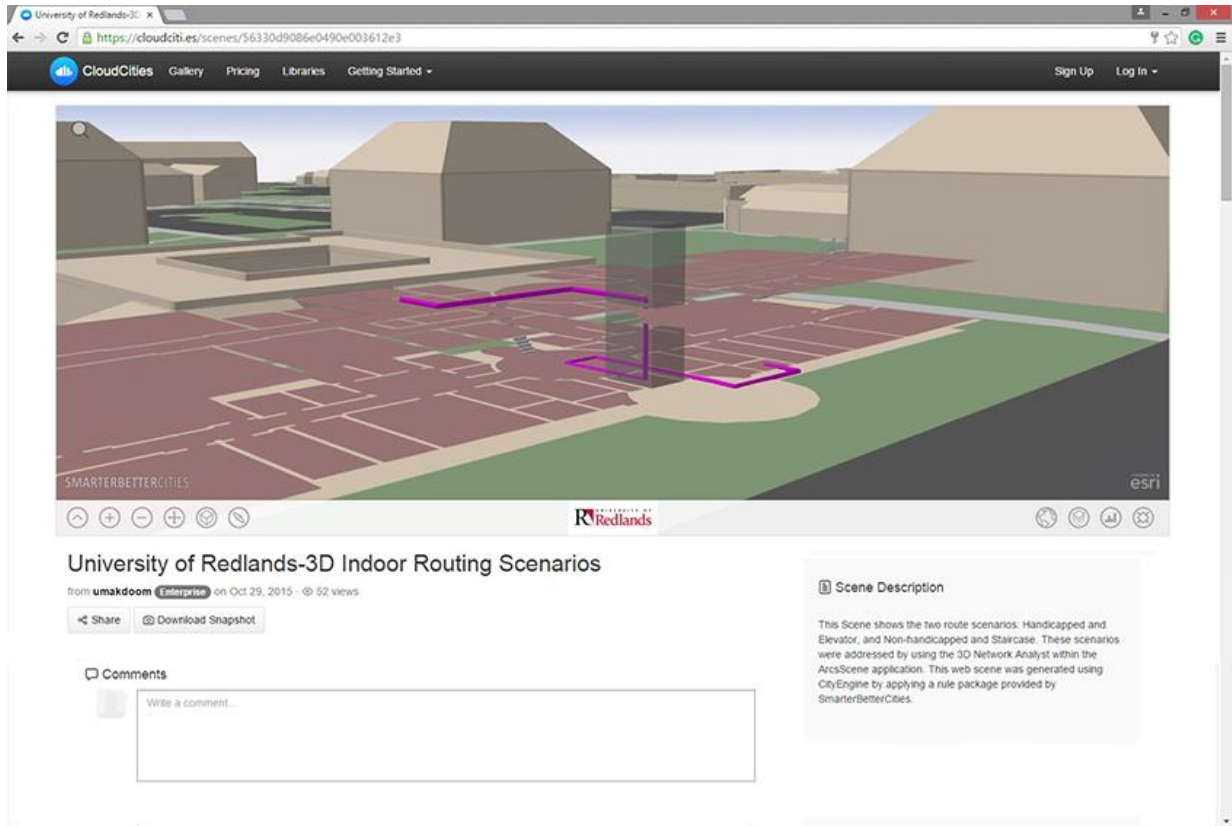 University of Redlands-3D
https://cloudciti.es/scenes/56330d9086e0490e003612e3
CloudCities Gallery Pricing Libraries Getting Started Sign Up Log In
SMARTERBETTERCITIES
esri
UNIVERSITY OF
Redlands
University of Redlands-3D Indoor Routing Scenarios
from umakdoom Enterprise on Oct 29, 2015 · 52 views
Share Download Snapshot
Comments
Write a comment...
Scene Description
This Scene shows the two route scenarios: Handicapped and
Elevator, and Non-handicapped and Staircase. These scenarios
were addressed by using the 3D Network Analyst within the
ArcsScene application. This web scene was generated using
CityEngine by applying a rule package provided by
SmarterBetterCities.